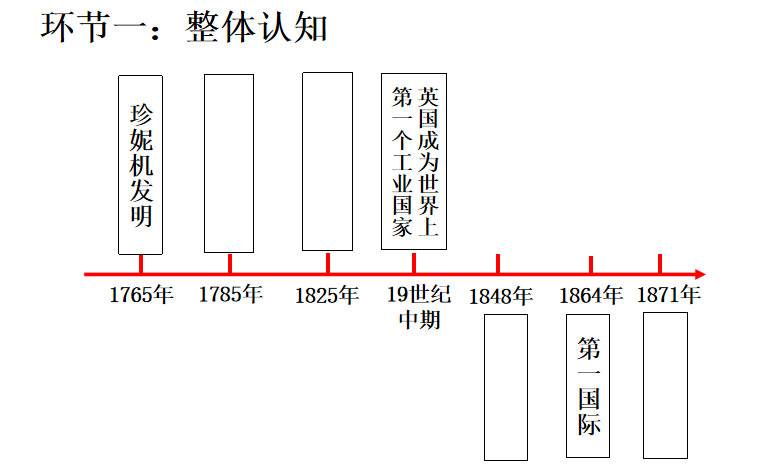 环节一：整体认知
珍妮机发明
英国成为世界上
第一个工业国家
1765年
1785年
1825年
19世纪
中期
1848年
1864年
1871年
第一国际